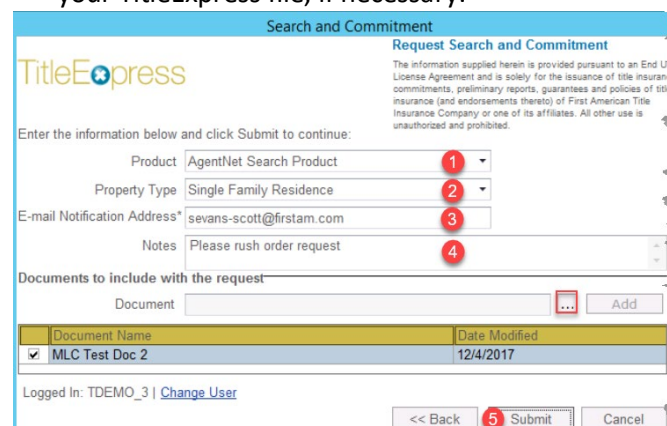 your TitleExpress file, if necessary.
Search and Commitment
TitleExpress
Request Search and Commitment
The information supplied herein is provided pursuant to an End U
License Agreement and is solely for the issuance of title insuran
commitments, preliminary reports, guarantees and policies of titl
insurance (and endorsements thereto) of First American Title
Insurance Company or one of its affiliates. All other use is
unauthorized and prohibited.
Enter the information below and click Submit to continue:
Product AgentNet Search Product 1
Property Type Single Family Residence 2
E-mail Notification Address* sevans-scott@firstam.com 3
Notes Please rush order request 4
Documents to include with the request
Document ... Add
Document Name Date Modified
MLC Test Doc 2 12/4/2017
Logged In: TDEMO_3 | Change User
<< Back 5 Submit Cancel